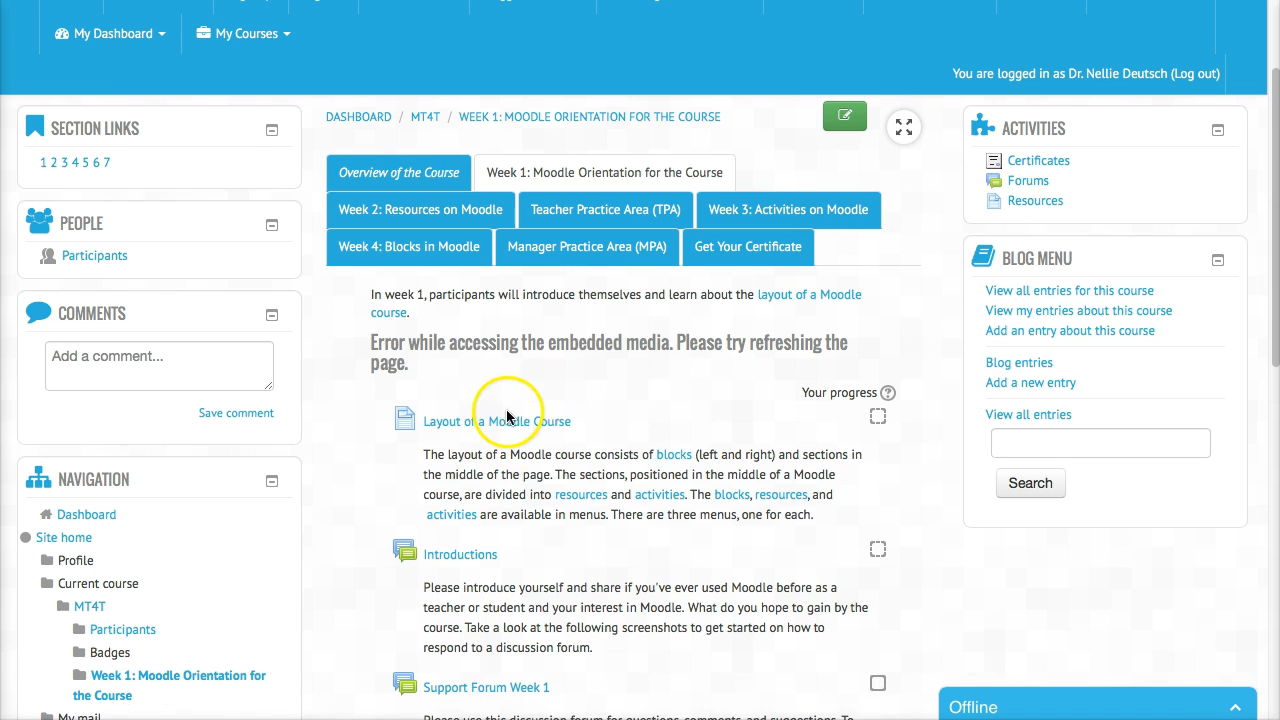 My Dashboard
My Courses
You are logged in as Dr. Nellie Deutsch (Log out)
SECTION LINKS
1 2 3 4 5 6 7
PEOPLE
Participants
COMMENTS
Add a comment...
Save comment
NAVIGATION
Dashboard
Site home
Profile
Current course
MT4T
Participants
Badges
Week 1: Moodle Orientation for
the Course
My mail
DASHBOARD / MT4T / WEEK 1: MOODLE ORIENTATION FOR THE COURSE
Overview of the Course
Week 1: Moodle Orientation for the Course
Week 2: Resources on Moodle
Teacher Practice Area (TPA)
Week 3: Activities on Moodle
Week 4: Blocks in Moodle
Manager Practice Area (MPA)
Get Your Certificate
In week 1, participants will introduce themselves and learn about the layout of a Moodle
course.
Error while accessing the embedded media. Please try refreshing the
page.
Your progress ?
Layout of a Moodle Course
The layout of a Moodle course consists of blocks (left and right) and sections in
the middle of the page. The sections, positioned in the middle of a Moodle
course, are divided into resources and activities. The blocks, resources, and
activities are available in menus. There are three menus, one for each.
Introductions
Please introduce yourself and share if you've ever used Moodle before as a
teacher or student and your interest in Moodle. What do you hope to gain by the
course. Take a look at the following screenshots to get started on how to
respond to a discussion forum.
Support Forum Week 1
Please use this discussion forum for questions, comments, and suggestions. To
ACTIVITIES
Certificates
Forums
Resources
BLOG MENU
View all entries for this course
View my entries about this course
Add an entry about this course
Blog entries
Add a new entry
View all entries
Search
Offline